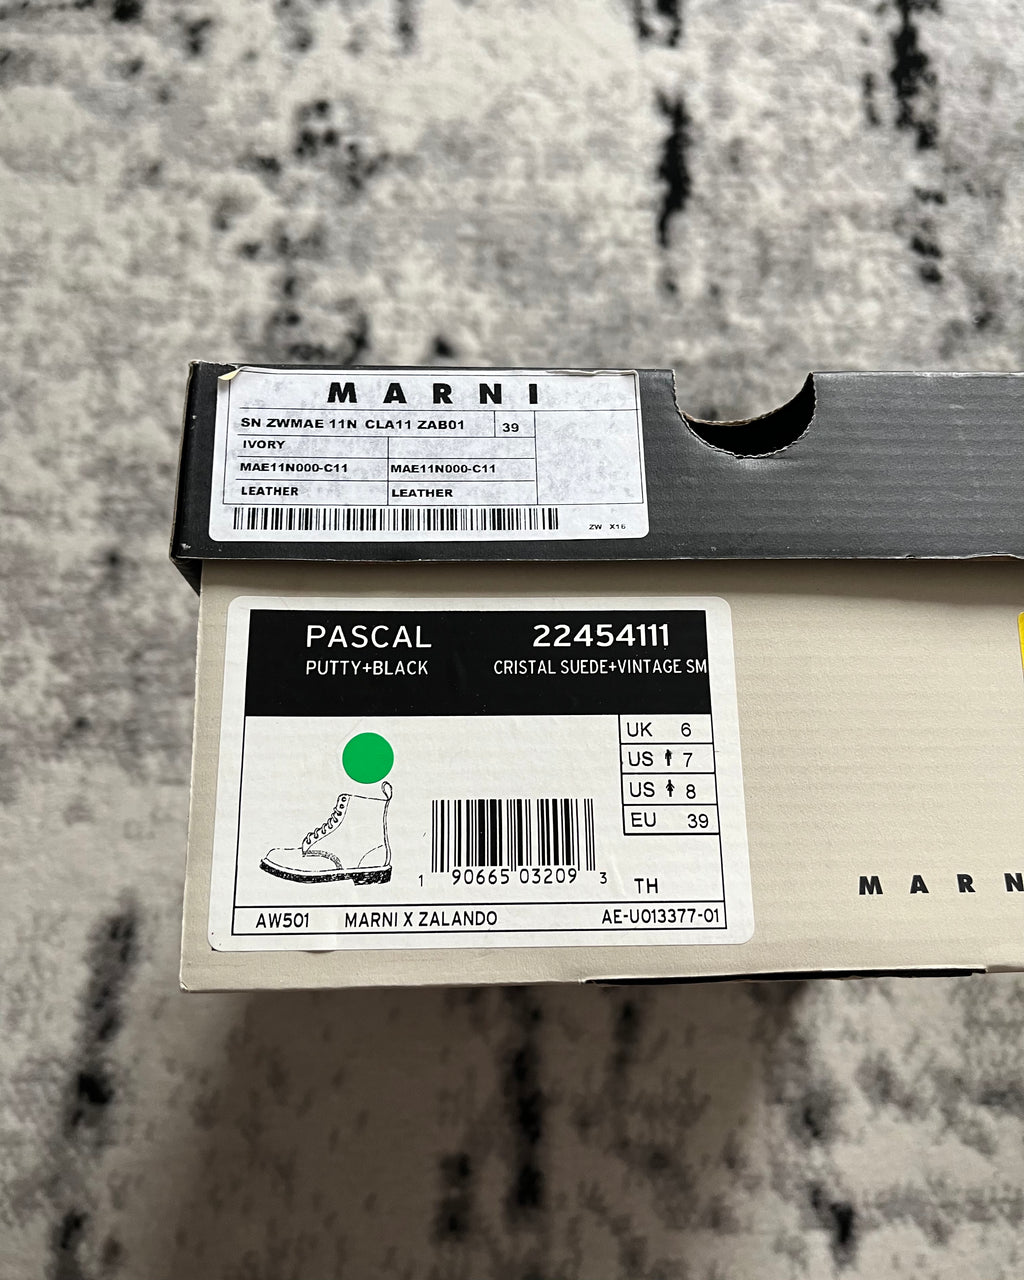 MARNI
SN ZWMAE 11N CLA11 ZAB01 39
IVORY
MAE11N000-C11 MAE11N000-C11
LEATHER LEATHER
ZW X16
PASCAL 22454111
PUTTY+BLACK CRISTAL SUEDE+VINTAGE SM
UK 6
US 7
US 8
EU 39
1 90665 03209 3
TH
AW501 MARNI X ZALANDO AE-U013377-01
MARN